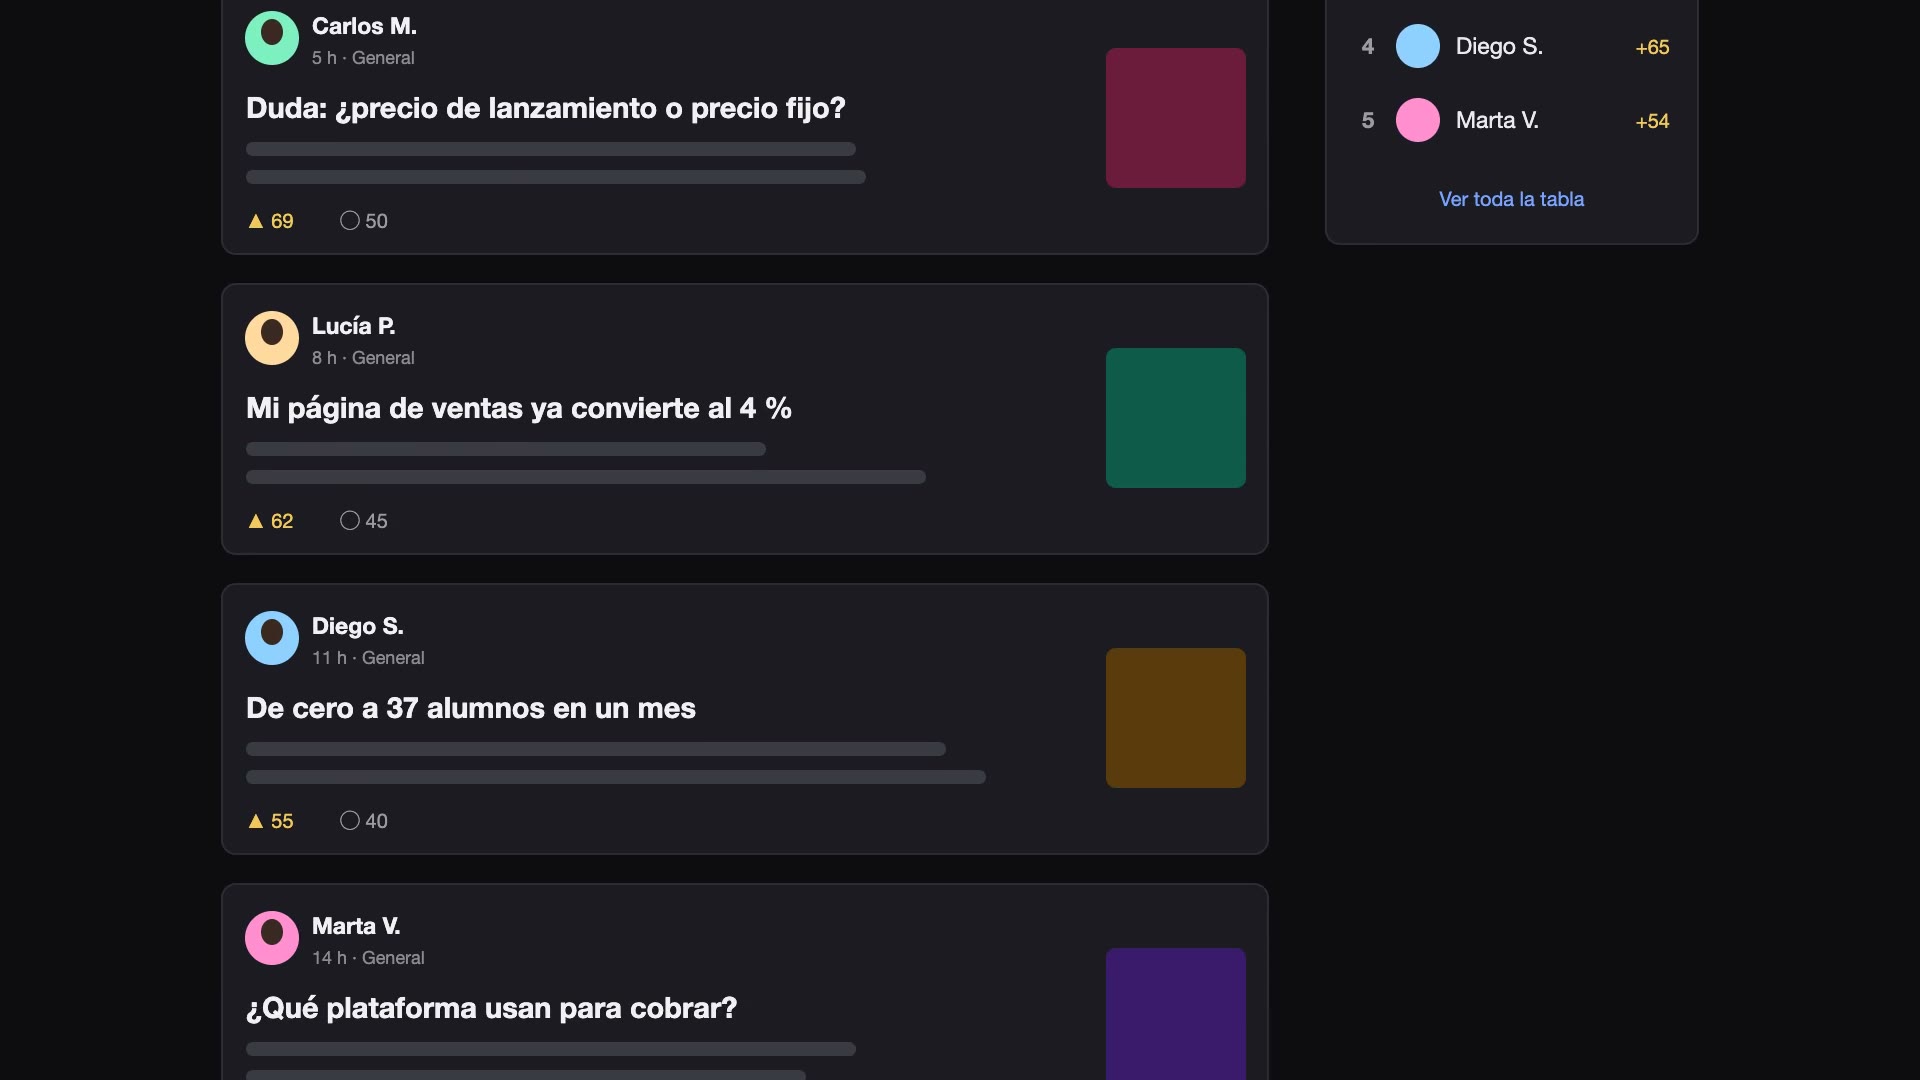 Carlos M.
5 h · General
Duda: ¿precio de lanzamiento o precio fijo?
▲ 69 ◯ 50
Lucía P.
8 h · General
Mi página de ventas ya convierte al 4 %
▲ 62 ◯ 45
Diego S.
11 h · General
De cero a 37 alumnos en un mes
▲ 55 ◯ 40
Marta V.
14 h · General
¿Qué plataforma usan para cobrar?
4 Diego S. +65
5 Marta V. +54
Ver toda la tabla